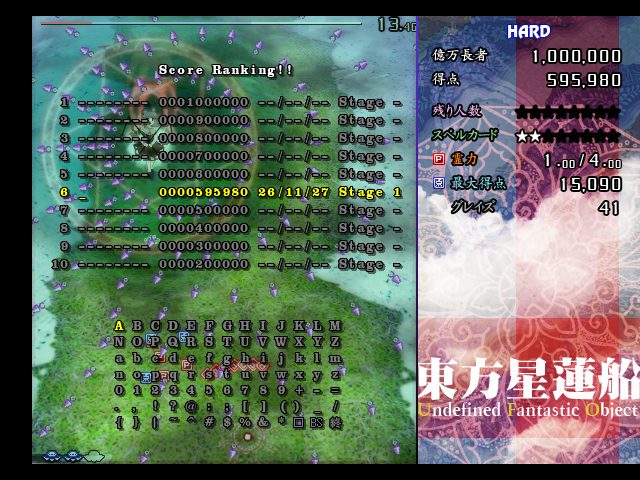 13.40
HARD
億万長者 1,000,000
得点 595,980
残り人数
スペルカード
P 霊力 1.00/4.00
点 最大得点 15,090
グレイズ 41
Score Ranking!!
1 -------- 0001000000 --/--/-- Stage -
2 -------- 0000900000 --/--/-- Stage -
3 -------- 0000800000 --/--/-- Stage -
4 -------- 0000700000 --/--/-- Stage -
5 -------- 0000600000 --/--/-- Stage -
6 _ 0000595980 26/11/27 Stage 1
7 -------- 0000500000 --/--/-- Stage -
8 -------- 0000400000 --/--/-- Stage -
9 -------- 0000300000 --/--/-- Stage -
10 -------- 0000200000 --/--/-- Stage -
A B C D E F G H I J K L M
N O P Q R S T U V W X Y Z
a b c d e f g h i j k l m
n o p q r s t u v w x y z
0 1 2 3 4 5 6 7 8 9 + - =
. , ! ? @ : ; [ ] ( ) _ /
{ } | ~ ^ # $ % & * 口 BS 終
東方星蓮船
Undefined Fantastic Object